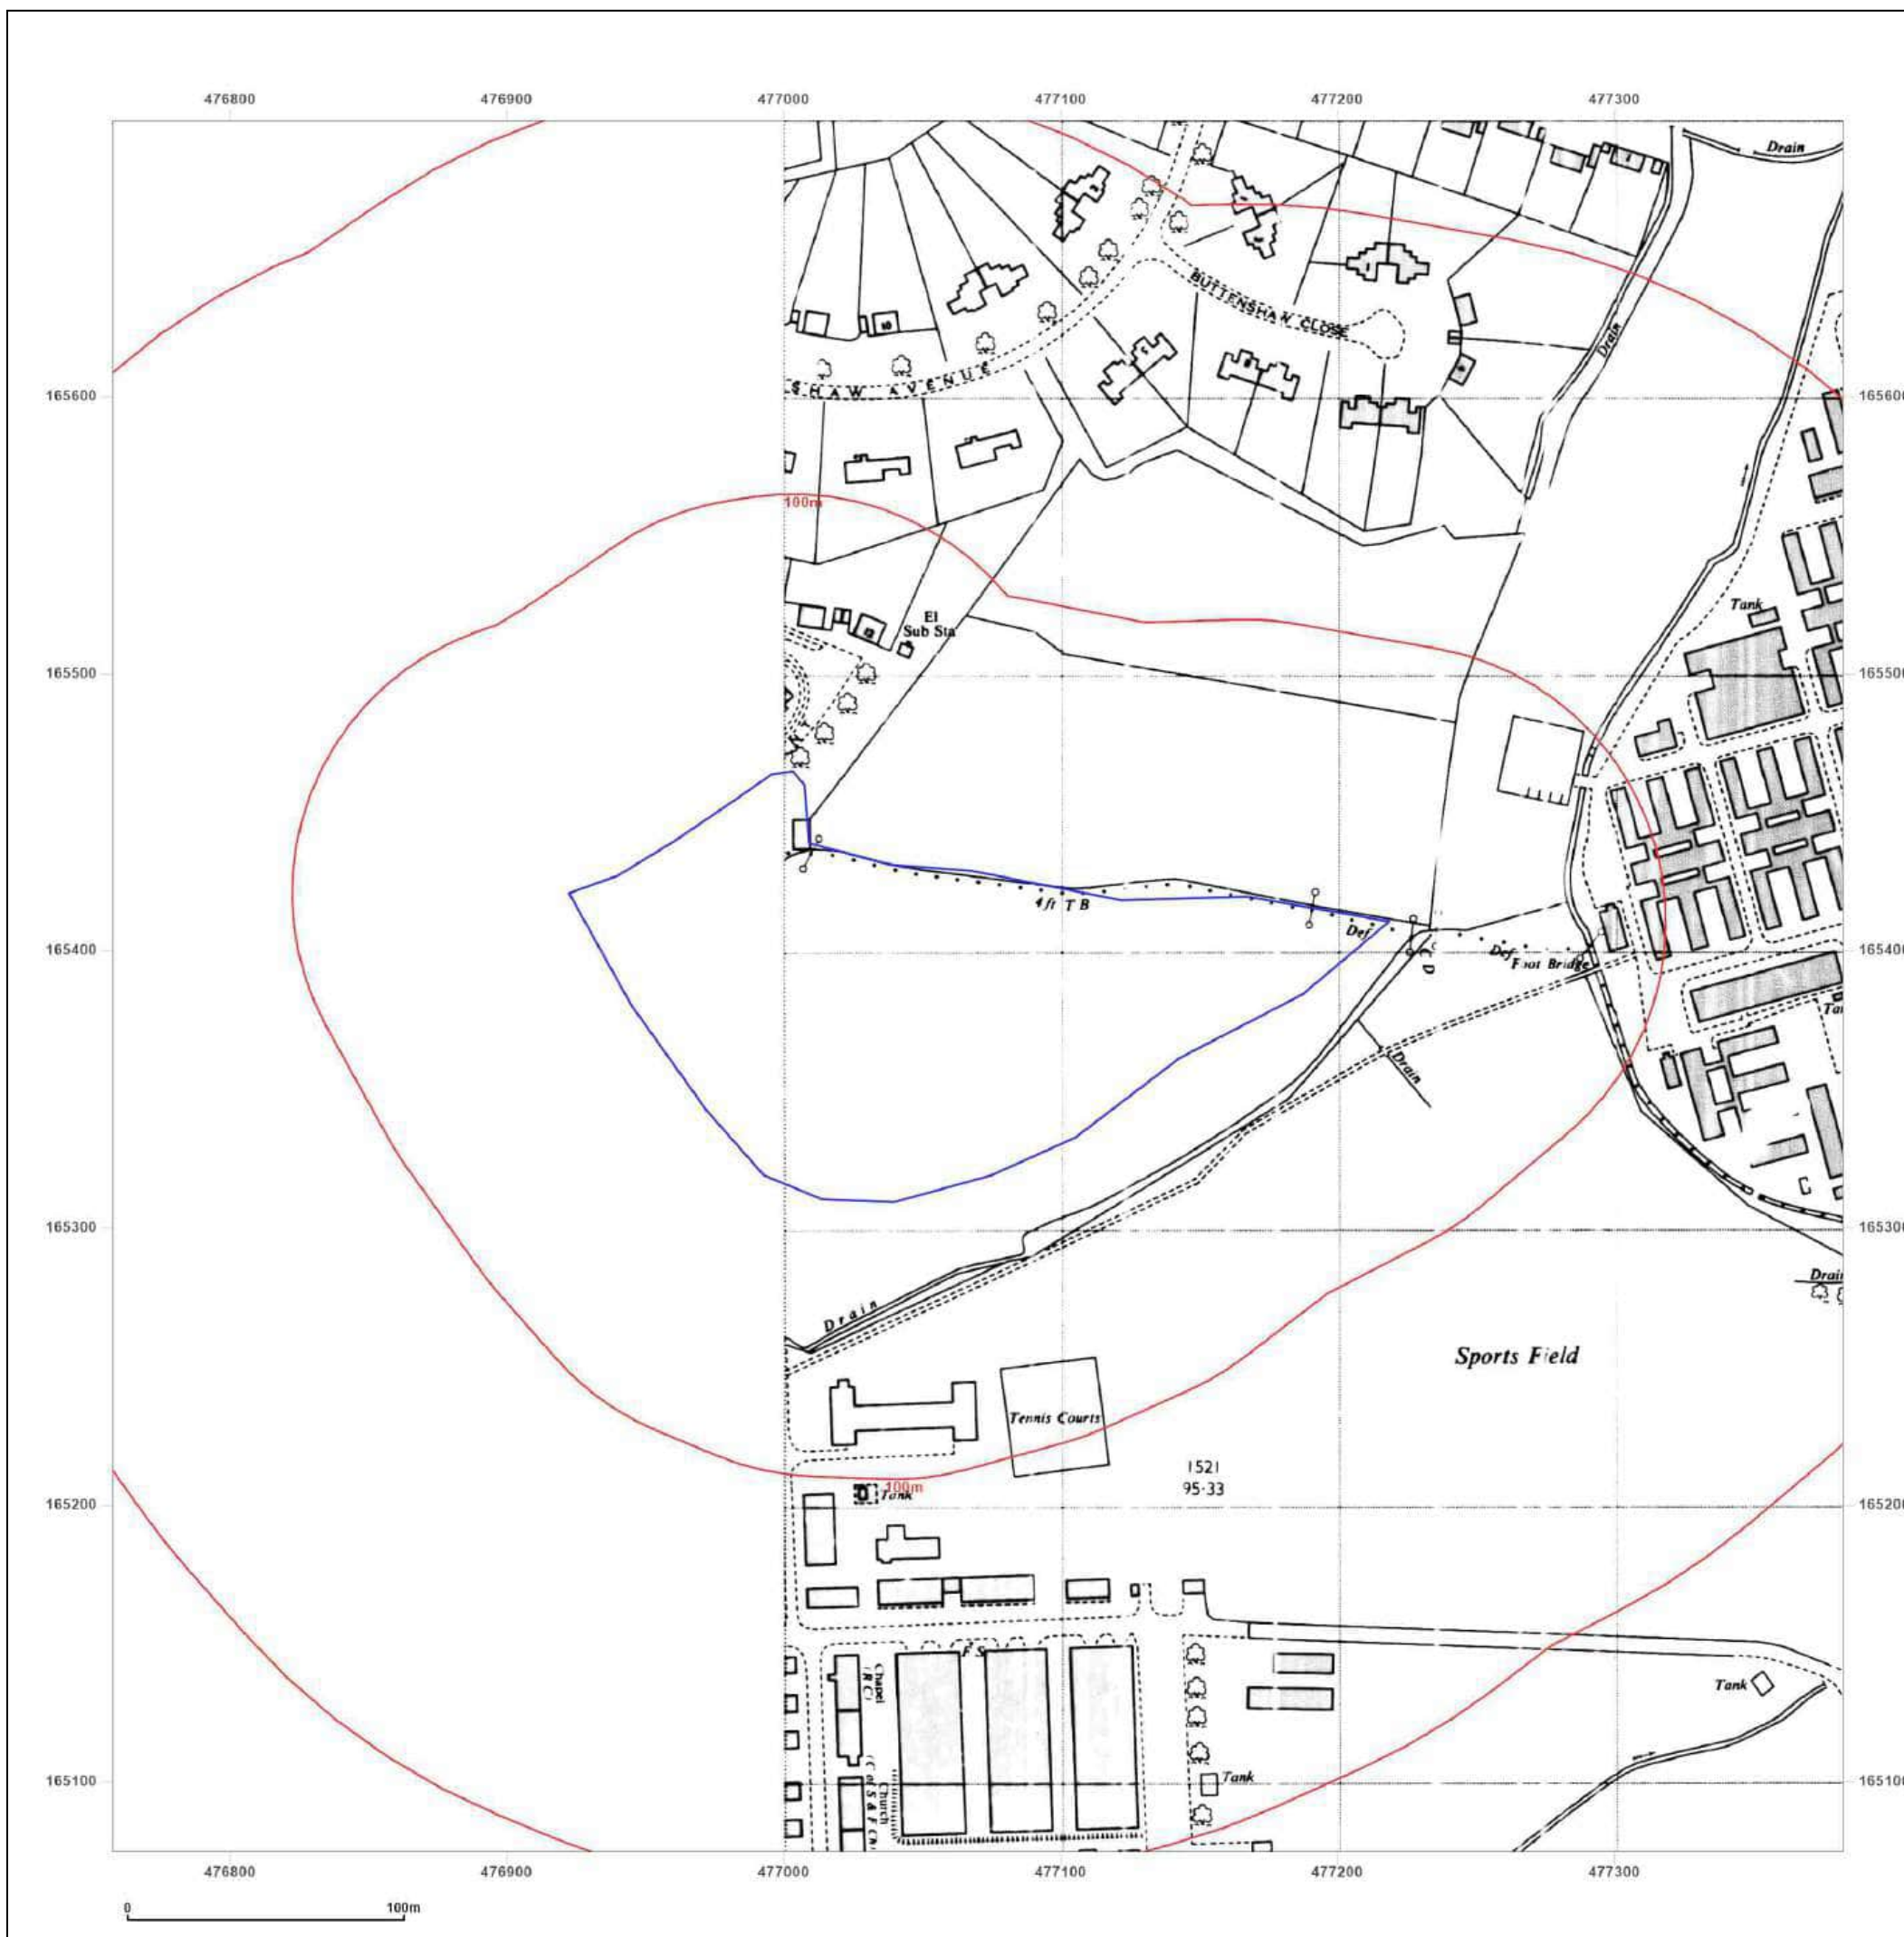 476800 476900 477000 477100 477200 477300
Drain
BUTTENSHAW CLOSE
Drain
SHAW AVENUE
165600 165600
100m
Tank
El
Sub Sta
165500 165500
4ft T B
Def
Def
C D
Foot Bridge
165400 165400
Drain
165300 165300
Drain
Drain
Sports Field
Tennis Courts
1521
95·33
100m
Tank
165200 165200
F S
Chapel
(R C)
Tank
Tank
165100 165100
Church
(C of S & F Ch)
476800 476900 477000 477100 477200 477300
0 100m